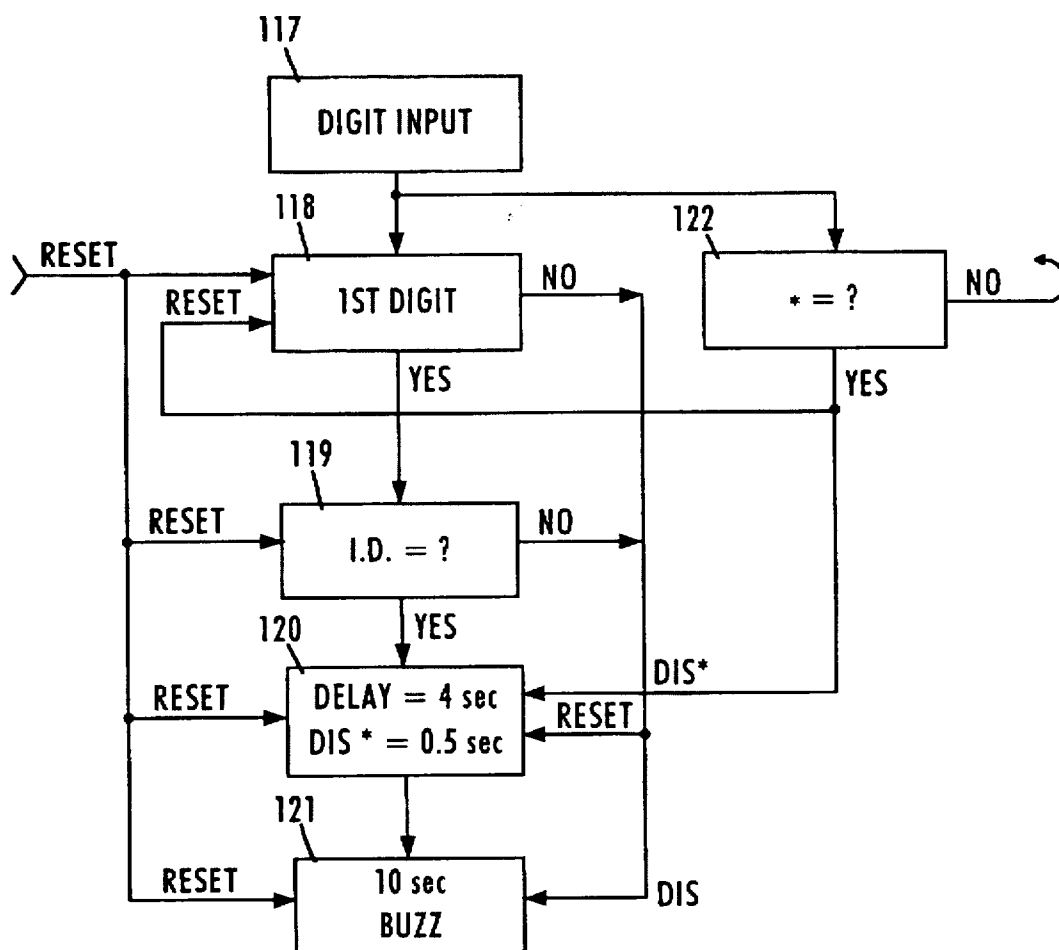 117
DIGIT INPUT
118
122
RESET
RESET
1ST DIGIT
NO
* = ?
NO
YES
YES
119
RESET
I.D. = ?
NO
YES
120
RESET
DELAY = 4 sec
DIS * = 0.5 sec
DIS*
RESET
121
RESET
10 sec
BUZZ
DIS